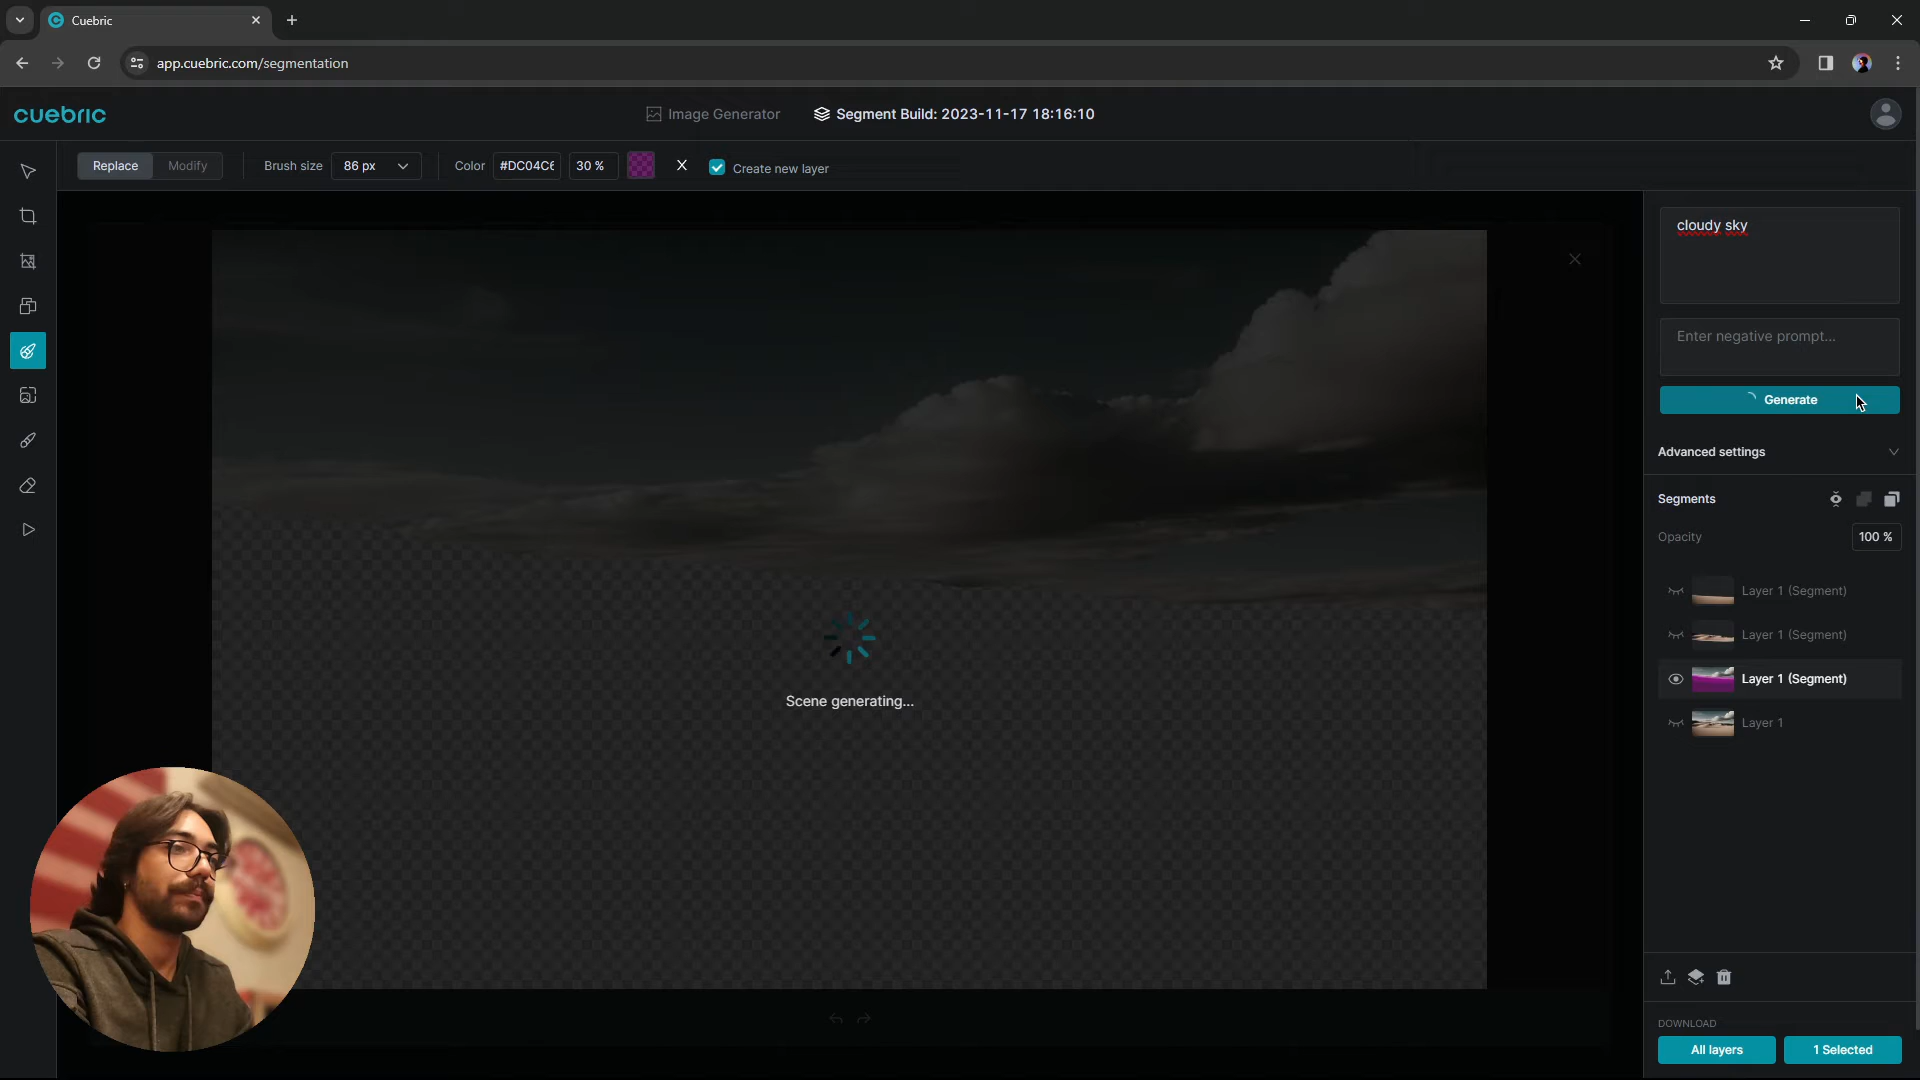 Cuebric
app.cuebric.com/segmentation
cuebric
Image Generator
Segment Build: 2023-11-17 18:16:10
Replace
Modify
Brush size
86 px
Color
#DC04C6
30 %
X
Create new layer
cloudy sky
Enter negative prompt...
Generate
Advanced settings
Segments
Opacity
100 %
Layer 1 (Segment)
Layer 1 (Segment)
Layer 1 (Segment)
Layer 1
Scene generating...
DOWNLOAD
All layers
1 Selected